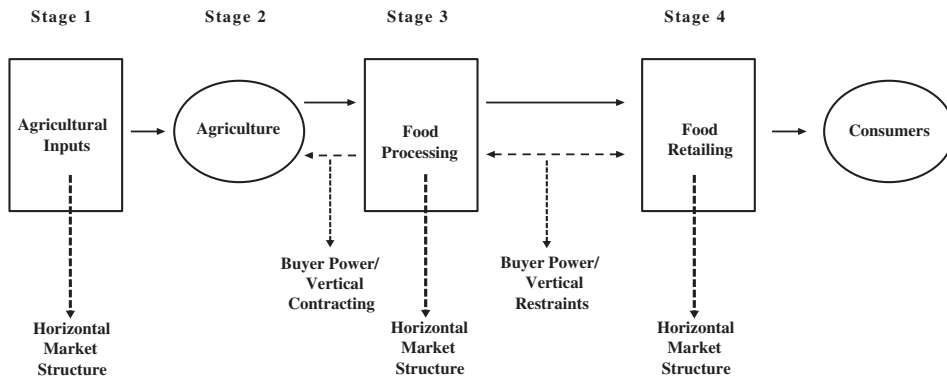 Stage 1
Stage 2
Stage 3
Stage 4
Agricultural
Inputs
Agriculture
Food
Processing
Food
Retailing
Consumers
Buyer Power/
Vertical
Contracting
Buyer Power/
Vertical
Restraints
Horizontal
Market
Structure
Horizontal
Market
Structure
Horizontal
Market
Structure